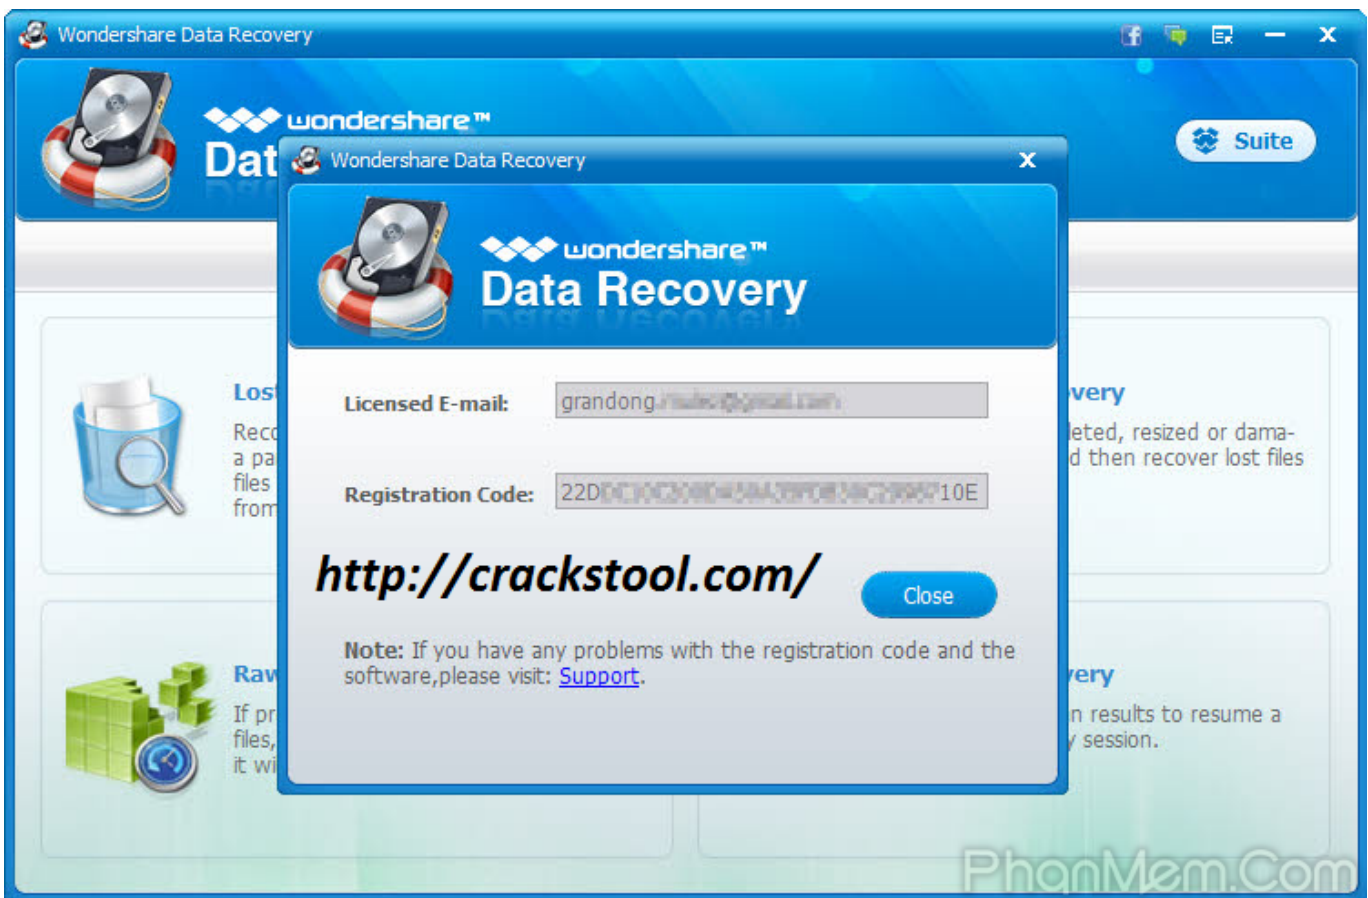 Wondershare Data Recovery
wondershare™
Dat
Suite
Wondershare Data Recovery
wondershare™
Data Recovery
Licensed E-mail:
grandong
Registration Code:
22D 10E
http://crackstool.com/
Close
Note: If you have any problems with the registration code and the
software,please visit: Support.
Lost
Reco
a pa
files
from
very
leted, resized or dama-
d then recover lost files
Raw
If pr
files,
it wi
very
n results to resume a
y session.
PhanMem.Com